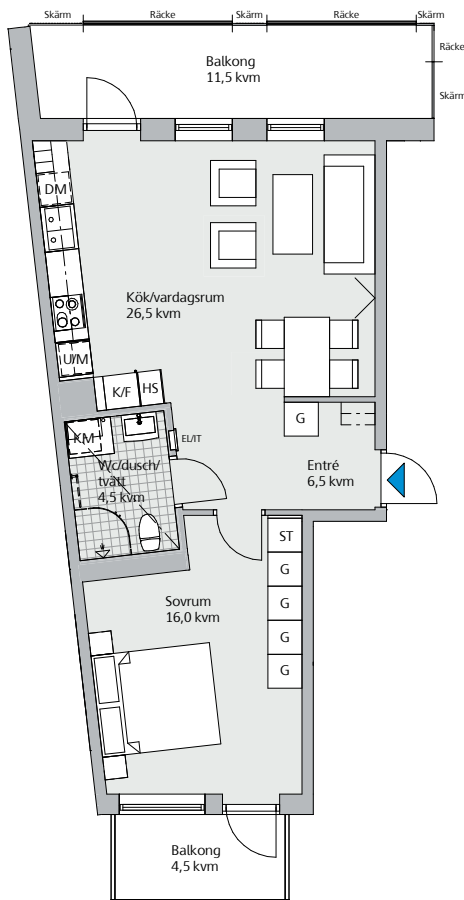 Skärm Räcke Skärm Räcke Skärm
Räcke
Balkong
11,5 kvm
Skärm
DM
Kök/vardagsrum
26,5 kvm
U/M
K/F HS
G
KM
EL/IT
Wc/dusch/
tvätt
4,5 kvm
Entré
6,5 kvm
ST
G
Sovrum
16,0 kvm
G
G
G
Balkong
4,5 kvm